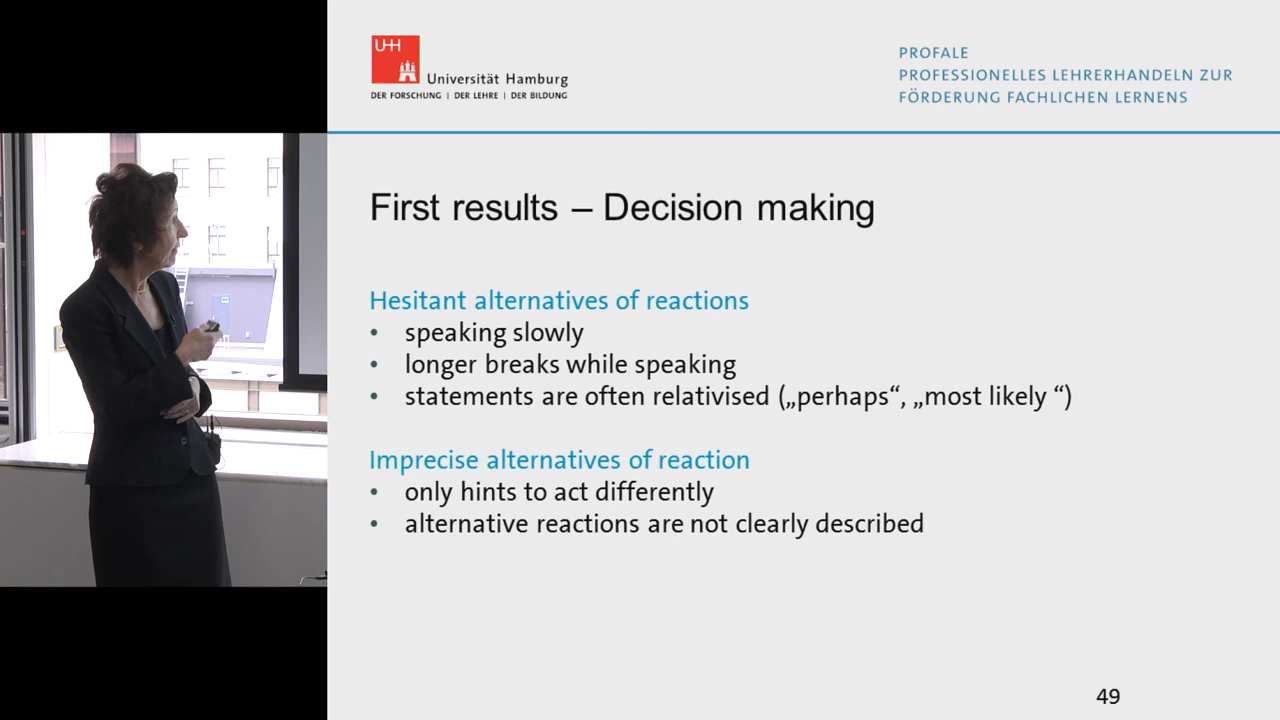 UHH
Universität Hamburg
DER FORSCHUNG | DER LEHRE | DER BILDUNG
PROFALE
PROFESSIONELLES LEHRERHANDELN ZUR
FÖRDERUNG FACHLICHEN LERNENS
First results – Decision making
Hesitant alternatives of reactions
• speaking slowly
• longer breaks while speaking
• statements are often relativised („perhaps“, „most likely “)
Imprecise alternatives of reaction
• only hints to act differently
• alternative reactions are not clearly described
49